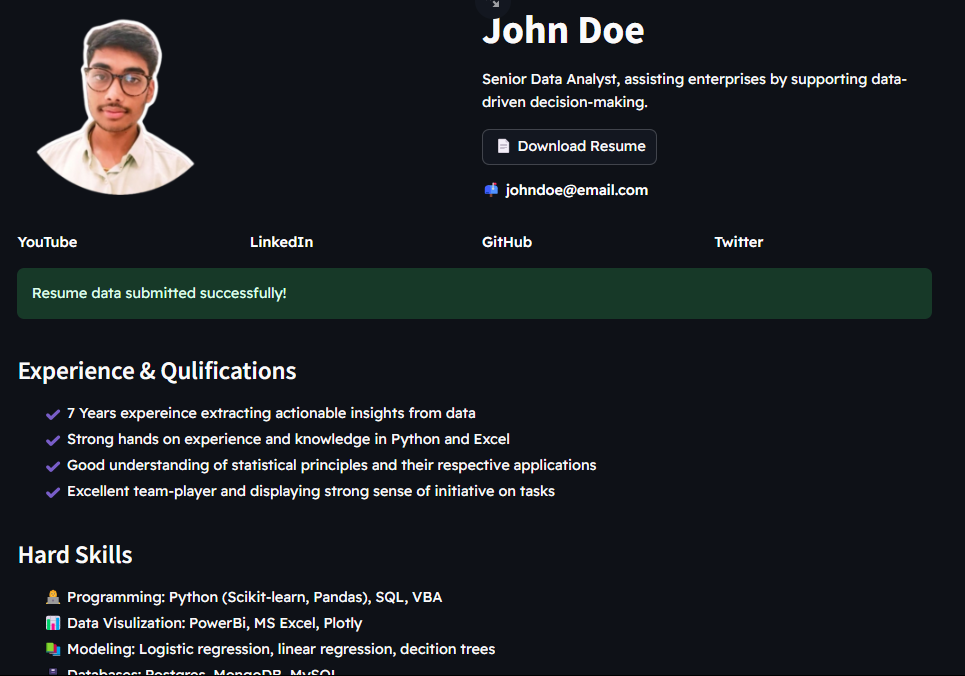 John Doe
Senior Data Analyst, assisting enterprises by supporting data-
driven decision-making.
Download Resume
johndoe@email.com
YouTube LinkedIn GitHub Twitter
Resume data submitted successfully!
Experience & Qulifications
7 Years expereince extracting actionable insights from data
Strong hands on experience and knowledge in Python and Excel
Good understanding of statistical principles and their respective applications
Excellent team-player and displaying strong sense of initiative on tasks
Hard Skills
Programming: Python (Scikit-learn, Pandas), SQL, VBA
Data Visulization: PowerBi, MS Excel, Plotly
Modeling: Logistic regression, linear regression, decition trees
Databases: Postgres, MongoDB, MySQL